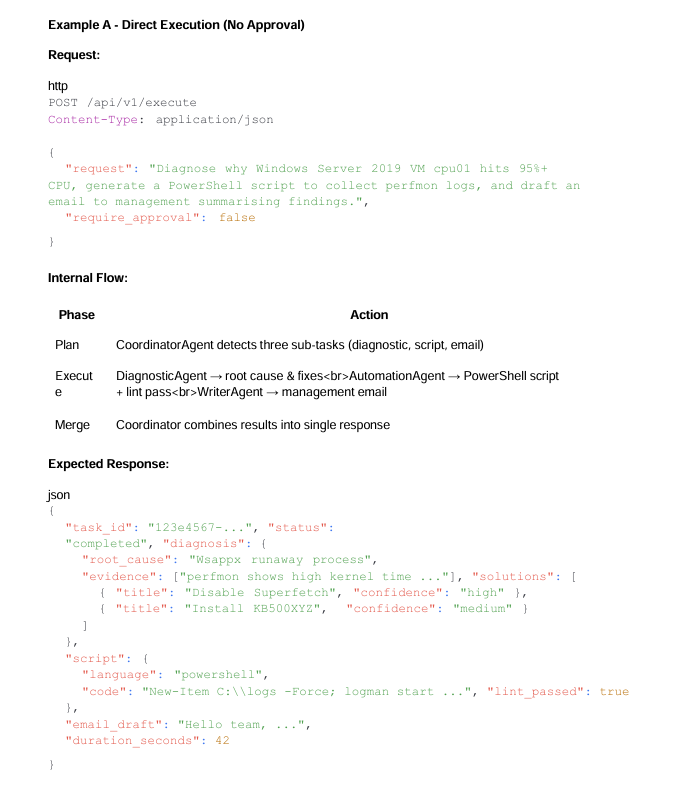 Example A - Direct Execution (No Approval)
Request:
http
POST /api/v1/execute
Content-Type: application/json
{
"request": "Diagnose why Windows Server 2019 VM cpu01 hits 95%+
CPU, generate a PowerShell script to collect perfmon logs, and draft an
email to management summarising findings.",
"require_approval": false
}
Internal Flow:
Phase Action
Plan CoordinatorAgent detects three sub-tasks (diagnostic, script, email)
Execut DiagnosticAgent → root cause & fixes<br>AutomationAgent → PowerShell script
e + lint pass<br>WriterAgent → management email
Merge Coordinator combines results into single response
Expected Response:
json
{
"task_id": "123e4567-...", "status":
"completed", "diagnosis": {
"root_cause": "Wsappx runaway process",
"evidence": ["perfmon shows high kernel time ..."], "solutions": [
{ "title": "Disable Superfetch", "confidence": "high" },
{ "title": "Install KB500XYZ", "confidence": "medium" }
]
},
"script": {
"language": "powershell",
"code": "New-Item C:\\logs -Force; logman start ...", "lint_passed": true
},
"email_draft": "Hello team, ...",
"duration_seconds": 42
}